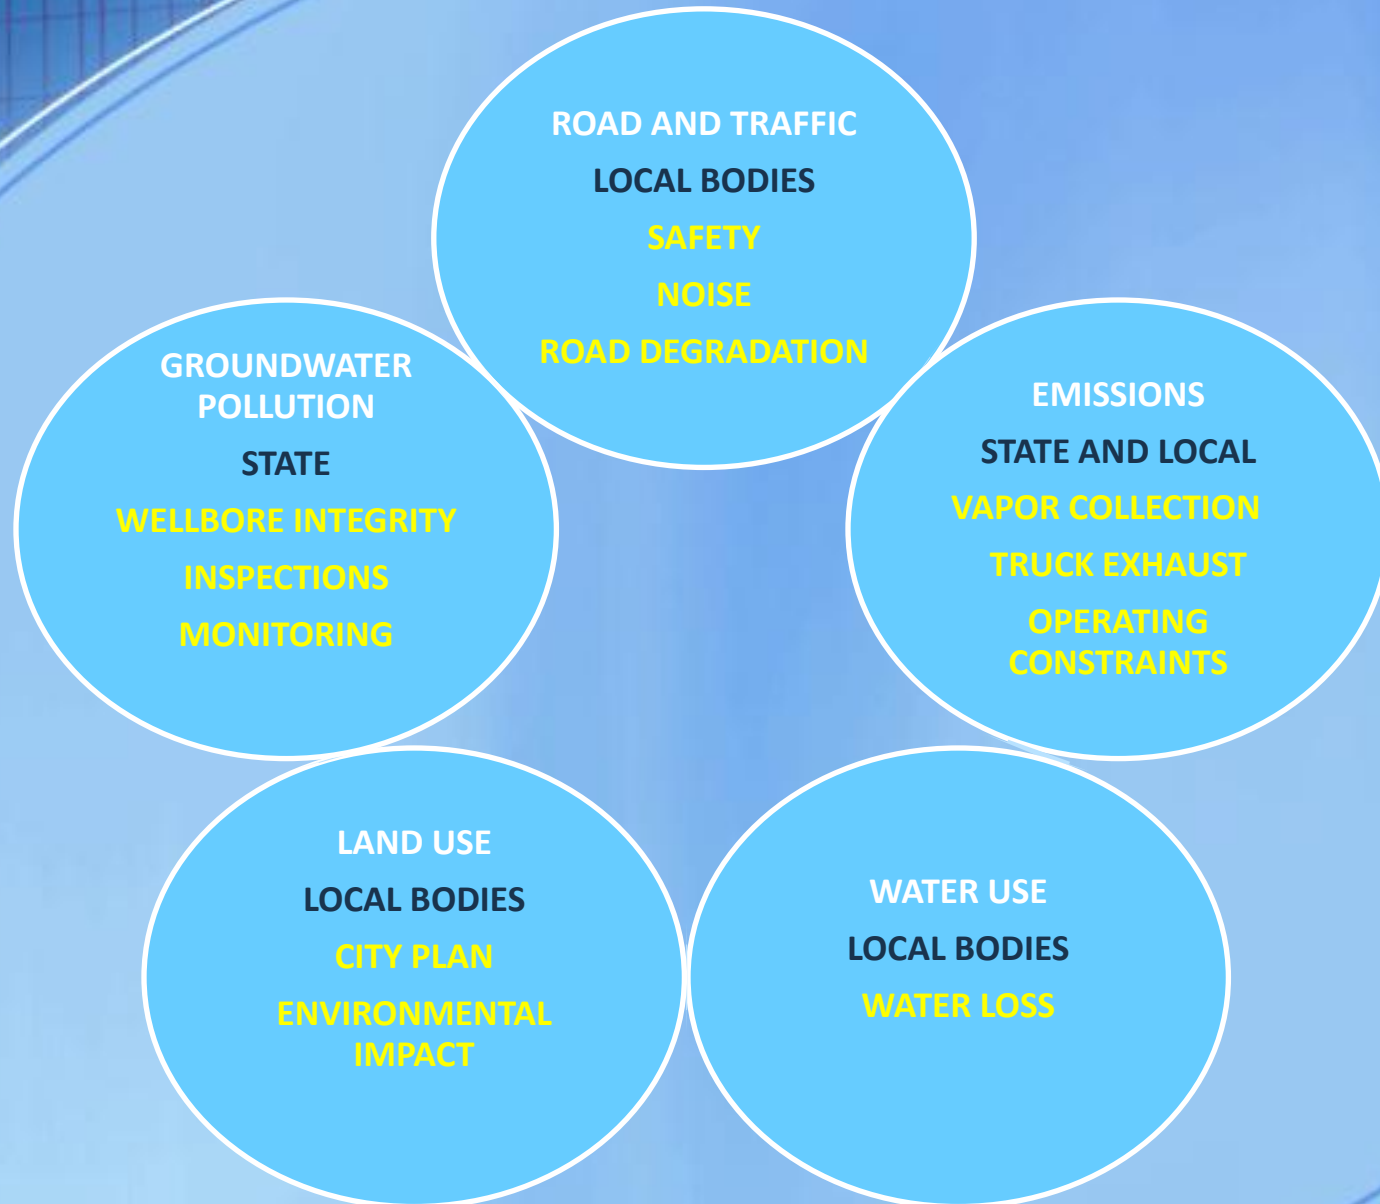 ROAD AND TRAFFIC
LOCAL BODIES
SAFETY
NOISE
ROAD DEGRADATION
GROUNDWATER
POLLUTION
STATE
WELLBORE INTEGRITY
INSPECTIONS
MONITORING
EMISSIONS
STATE AND LOCAL
VAPOR COLLECTION
TRUCK EXHAUST
OPERATING
CONSTRAINTS
LAND USE
LOCAL BODIES
CITY PLAN
ENVIRONMENTAL
IMPACT
WATER USE
LOCAL BODIES
WATER LOSS